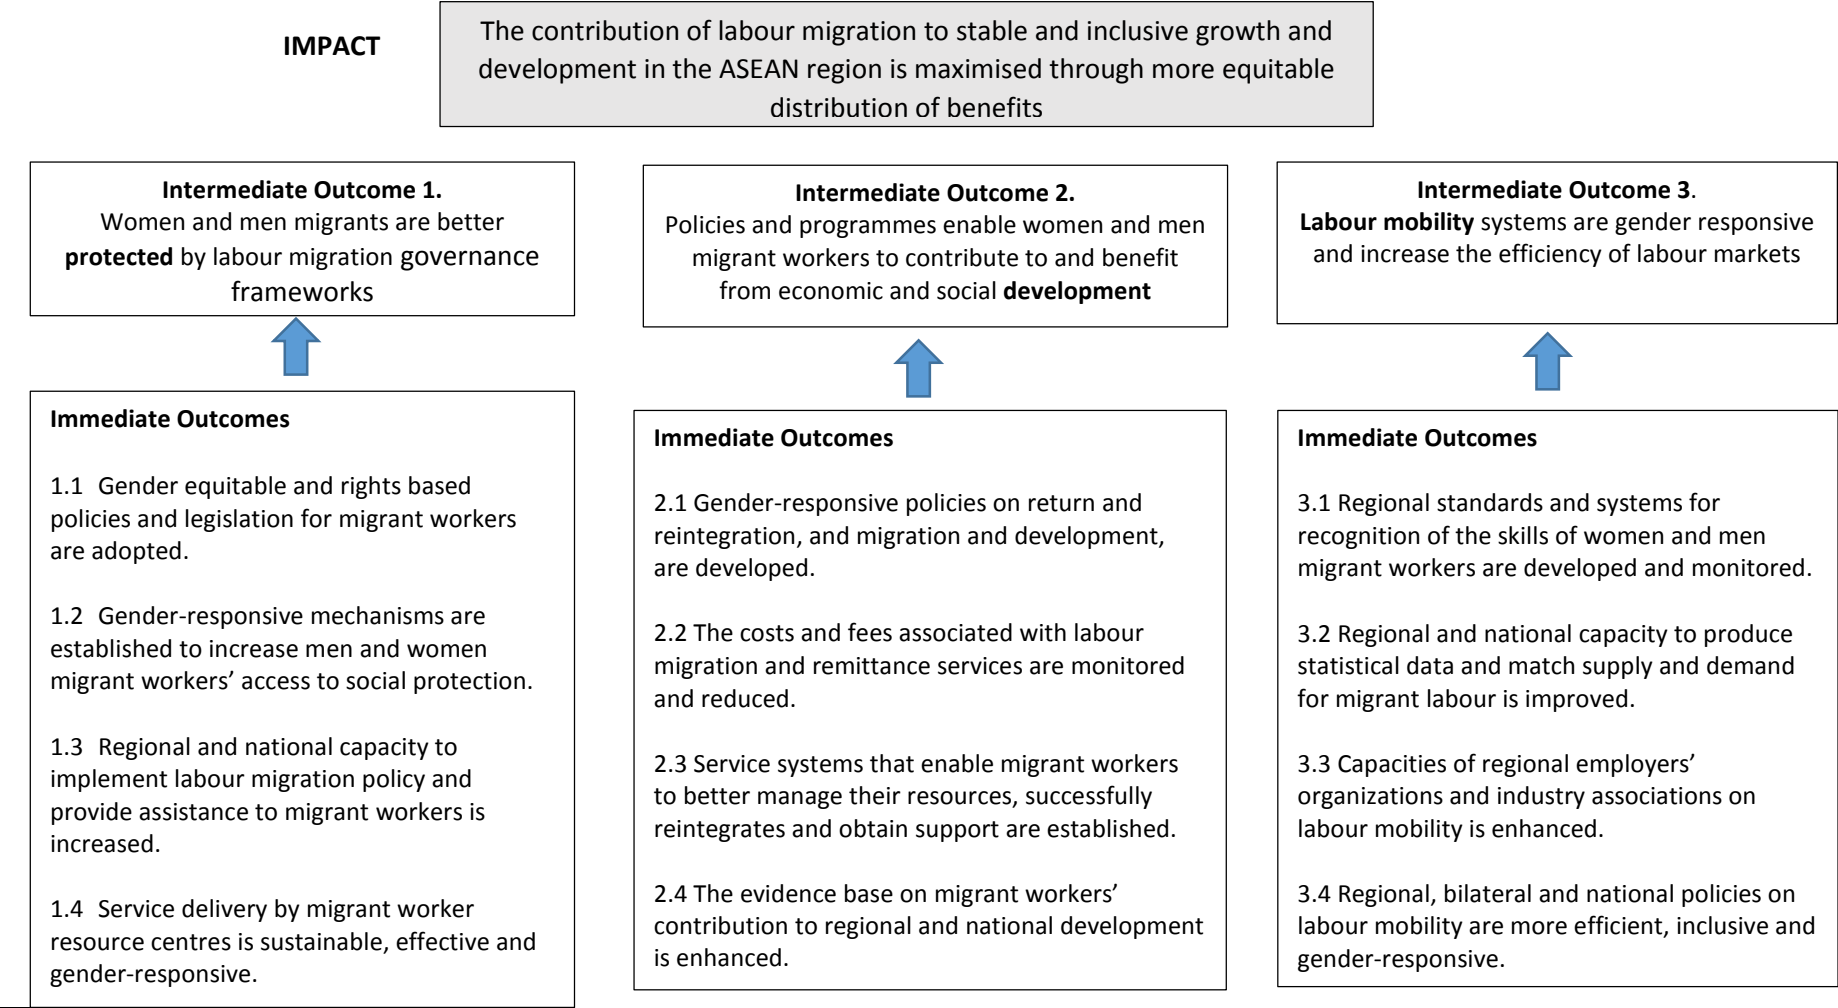 IMPACT
The contribution of labour migration to stable and inclusive growth and
development in the ASEAN region is maximised through more equitable
distribution of benefits
Intermediate Outcome 1.
Women and men migrants are better
protected by labour migration governance
frameworks
Intermediate Outcome 2.
Policies and programmes enable women and men
migrant workers to contribute to and benefit
from economic and social development
Intermediate Outcome 3.
Labour mobility systems are gender responsive
and increase the efficiency of labour markets
Immediate Outcomes
1.1 Gender equitable and rights based
policies and legislation for migrant workers
are adopted.
1.2 Gender-responsive mechanisms are
established to increase men and women
migrant workers’ access to social protection.
1.3 Regional and national capacity to
implement labour migration policy and
provide assistance to migrant workers is
increased.
1.4 Service delivery by migrant worker
resource centres is sustainable, effective and
gender-responsive.
Immediate Outcomes
2.1 Gender-responsive policies on return and
reintegration, and migration and development,
are developed.
2.2 The costs and fees associated with labour
migration and remittance services are monitored
and reduced.
2.3 Service systems that enable migrant workers
to better manage their resources, successfully
reintegrates and obtain support are established.
2.4 The evidence base on migrant workers’
contribution to regional and national development
is enhanced.
Immediate Outcomes
3.1 Regional standards and systems for
recognition of the skills of women and men
migrant workers are developed and monitored.
3.2 Regional and national capacity to produce
statistical data and match supply and demand
for migrant labour is improved.
3.3 Capacities of regional employers’
organizations and industry associations on
labour mobility is enhanced.
3.4 Regional, bilateral and national policies on
labour mobility are more efficient, inclusive and
gender-responsive.